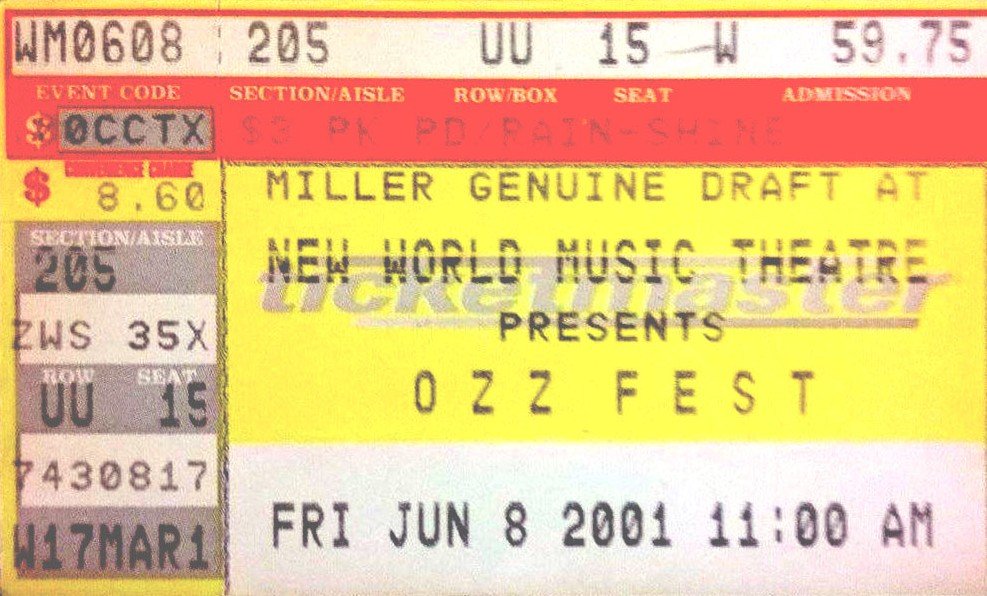 WM0608 205 UU 15 W 59.75
EVENT CODE SECTION/AISLE ROW/BOX SEAT ADMISSION
$ 0CCTX $3 PK PD/RAIN-SHINE
$ 8.60
MILLER GENUINE DRAFT AT
SECTION/AISLE
205
NEW WORLD MUSIC THEATRE
ticketmaster
ZWS 35X
PRESENTS
ROW SEAT
UU 15
OZZ FEST
7430817
W17MAR1
FRI JUN 8 2001 11:00 AM